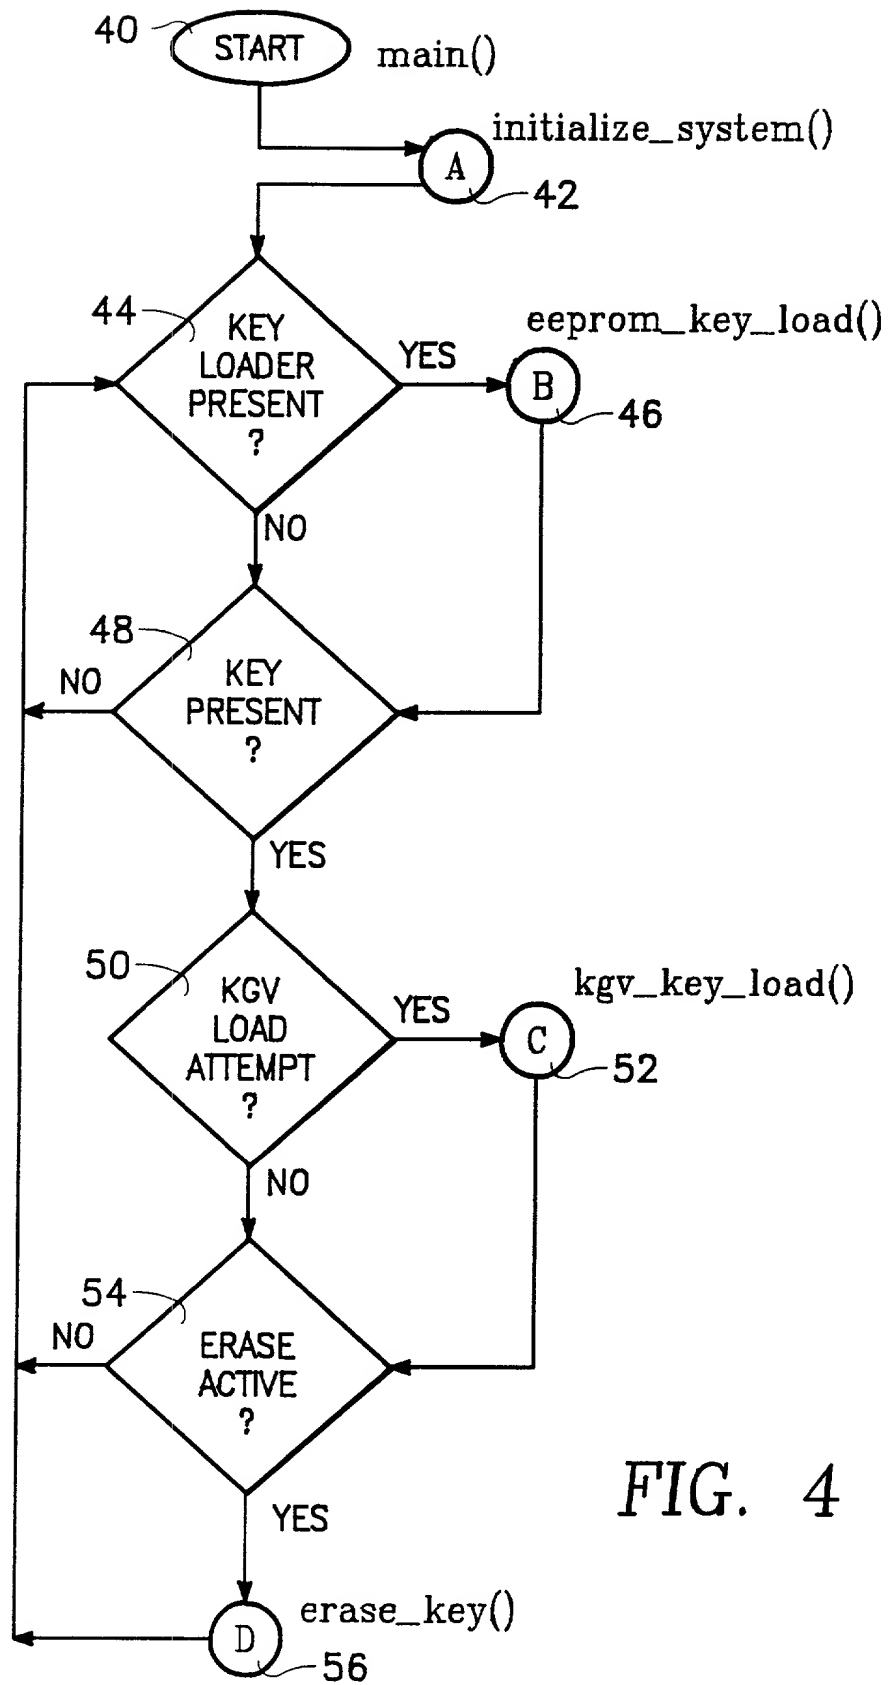 40
START
main()
initialize_system()
A
42
44
KEY
LOADER
PRESENT
?
YES
eeprom_key_load()
B
46
NO
48
KEY
PRESENT
?
NO
YES
50
KGV
LOAD
ATTEMPT
?
YES
kgv_key_load()
C
52
NO
54
ERASE
ACTIVE
?
NO
YES
FIG. 4
D
erase_key()
56